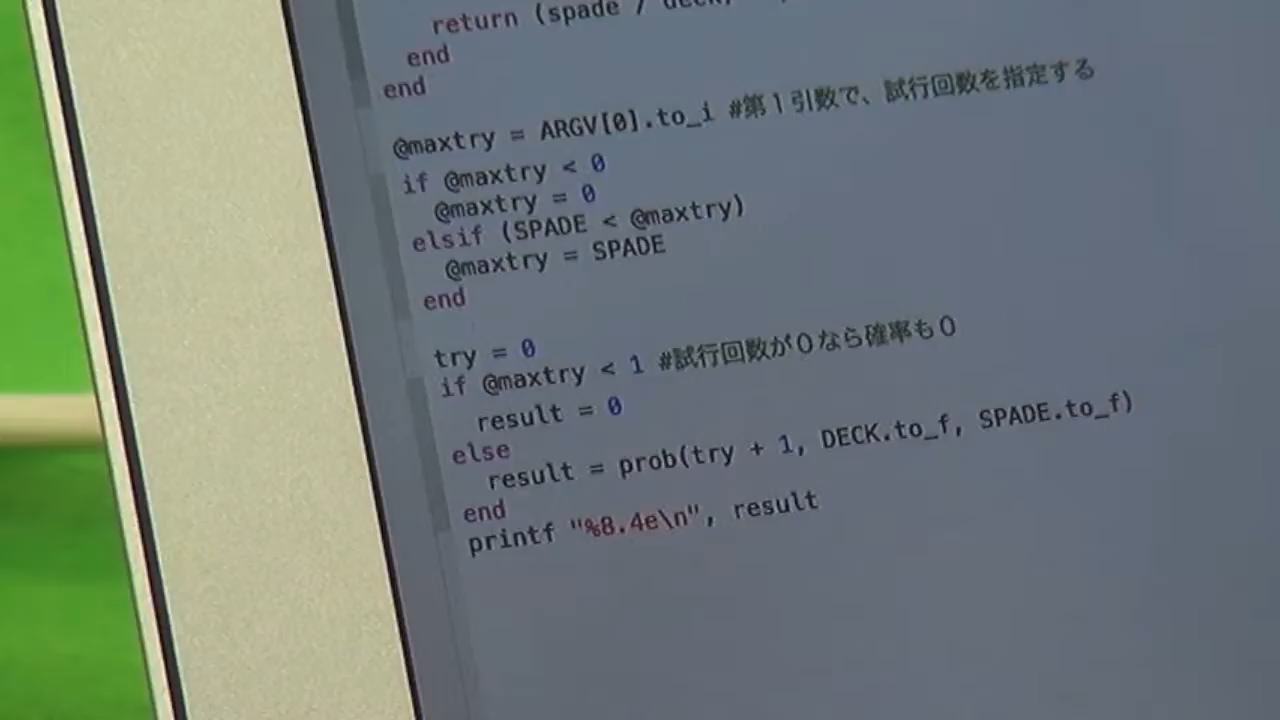 return (spade / deck,
end
end
@maxtry = ARGV[0].to_i #第１引数で、試行回数を指定する
if @maxtry < 0
@maxtry = 0
elsif (SPADE < @maxtry)
@maxtry = SPADE
end
try = 0
if @maxtry < 1 #試行回数が０なら確率も０
result = 0
else
result = prob(try + 1, DECK.to_f, SPADE.to_f)
end
printf "%8.4e\n", result